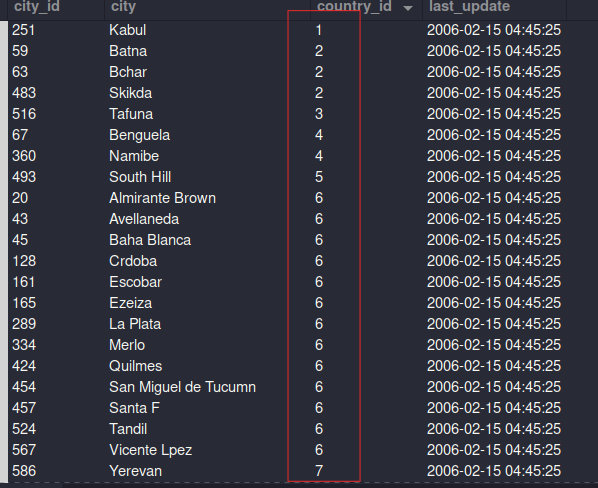 city_id city country_id last_update
251 Kabul 1 2006-02-15 04:45:25
59 Batna 2 2006-02-15 04:45:25
63 Bchar 2 2006-02-15 04:45:25
483 Skikda 2 2006-02-15 04:45:25
516 Tafuna 3 2006-02-15 04:45:25
67 Benguela 4 2006-02-15 04:45:25
360 Namibe 4 2006-02-15 04:45:25
493 South Hill 5 2006-02-15 04:45:25
20 Almirante Brown 6 2006-02-15 04:45:25
43 Avellaneda 6 2006-02-15 04:45:25
45 Baha Blanca 6 2006-02-15 04:45:25
128 Crdoba 6 2006-02-15 04:45:25
161 Escobar 6 2006-02-15 04:45:25
165 Ezeiza 6 2006-02-15 04:45:25
289 La Plata 6 2006-02-15 04:45:25
334 Merlo 6 2006-02-15 04:45:25
424 Quilmes 6 2006-02-15 04:45:25
454 San Miguel de Tucumn 6 2006-02-15 04:45:25
457 Santa F 6 2006-02-15 04:45:25
524 Tandil 6 2006-02-15 04:45:25
567 Vicente Lpez 6 2006-02-15 04:45:25
586 Yerevan 7 2006-02-15 04:45:25